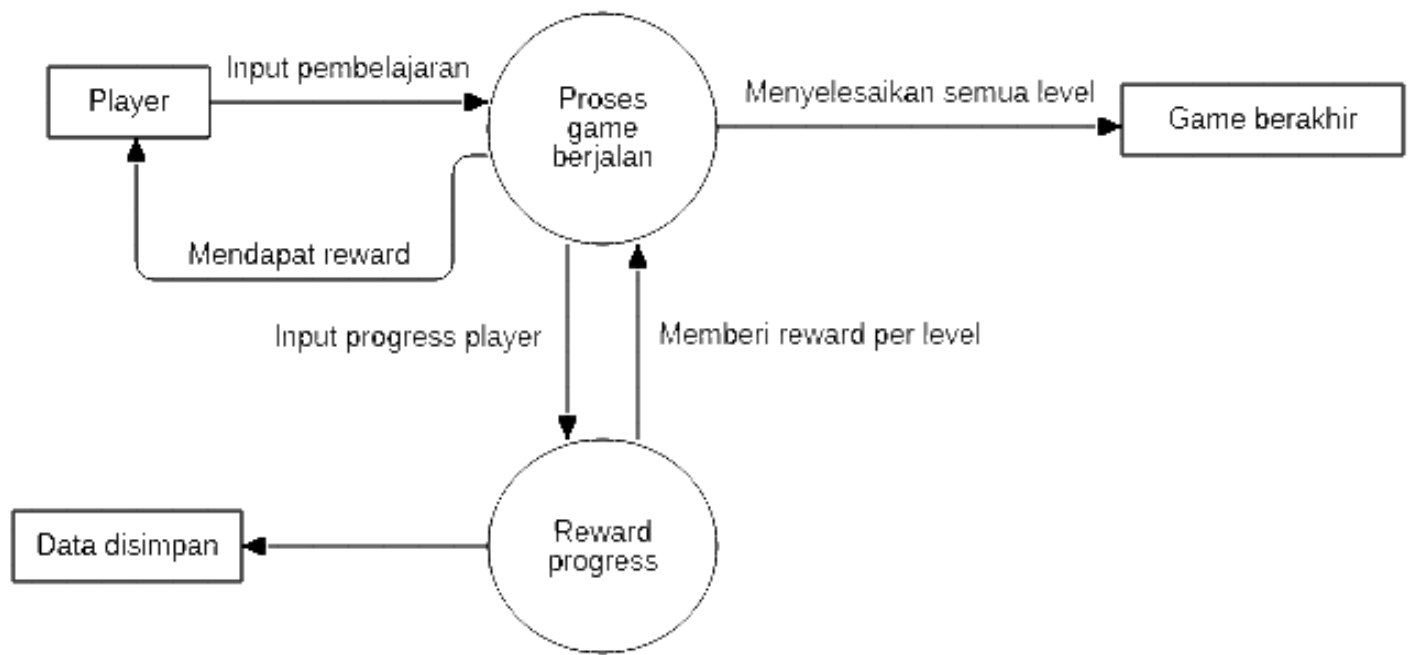 Input pembelajaran
Player
Proses
game
berjalan
Menyelesaikan semua level
Game berakhir
Mendapat reward
Input progress player
Memberi reward per level
Data disimpan
Reward
progress